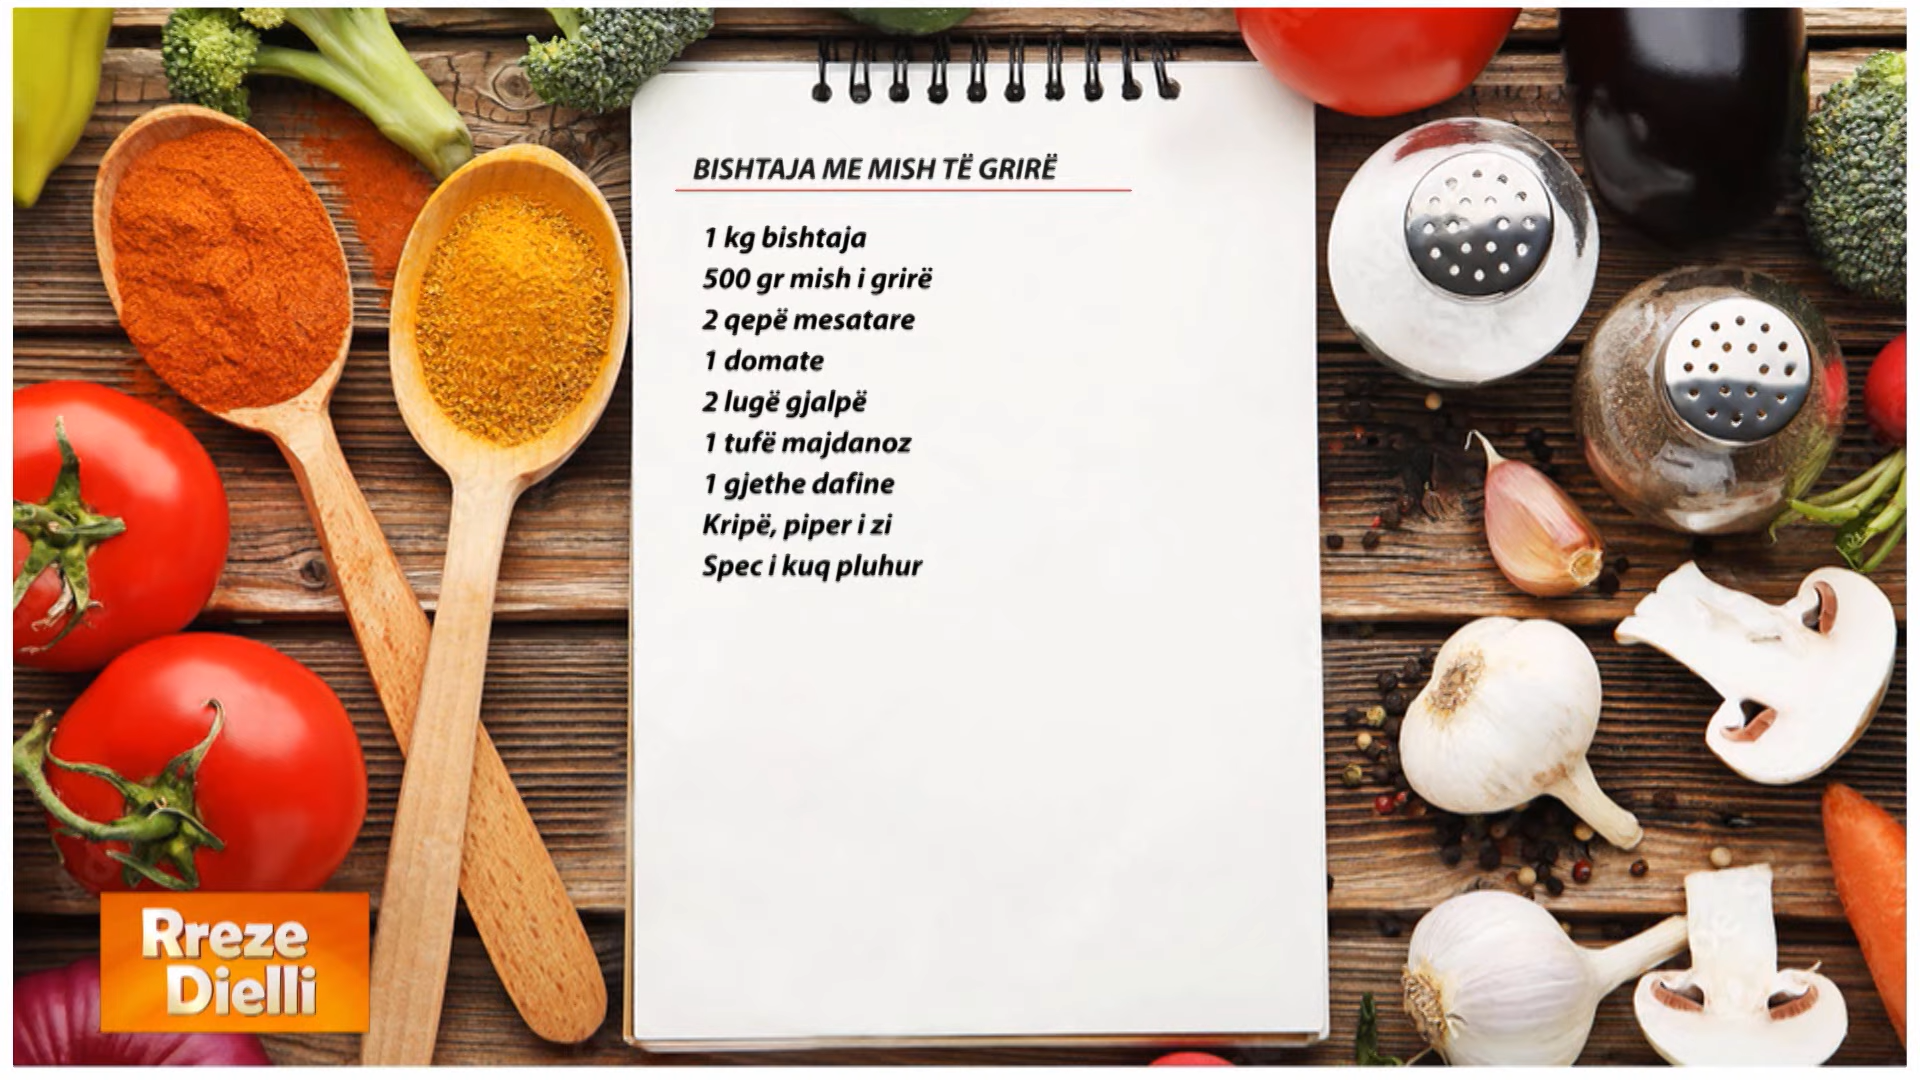 BISHTAJA ME MISH TË GRIRË
1 kg bishtaja
500 gr mish i grirë
2 qepë mesatare
1 domate
2 lugë gjalpë
1 tufë majdanoz
1 gjethe dafine
Kripë, piper i zi
Spec i kuq pluhur
Rreze
Dielli